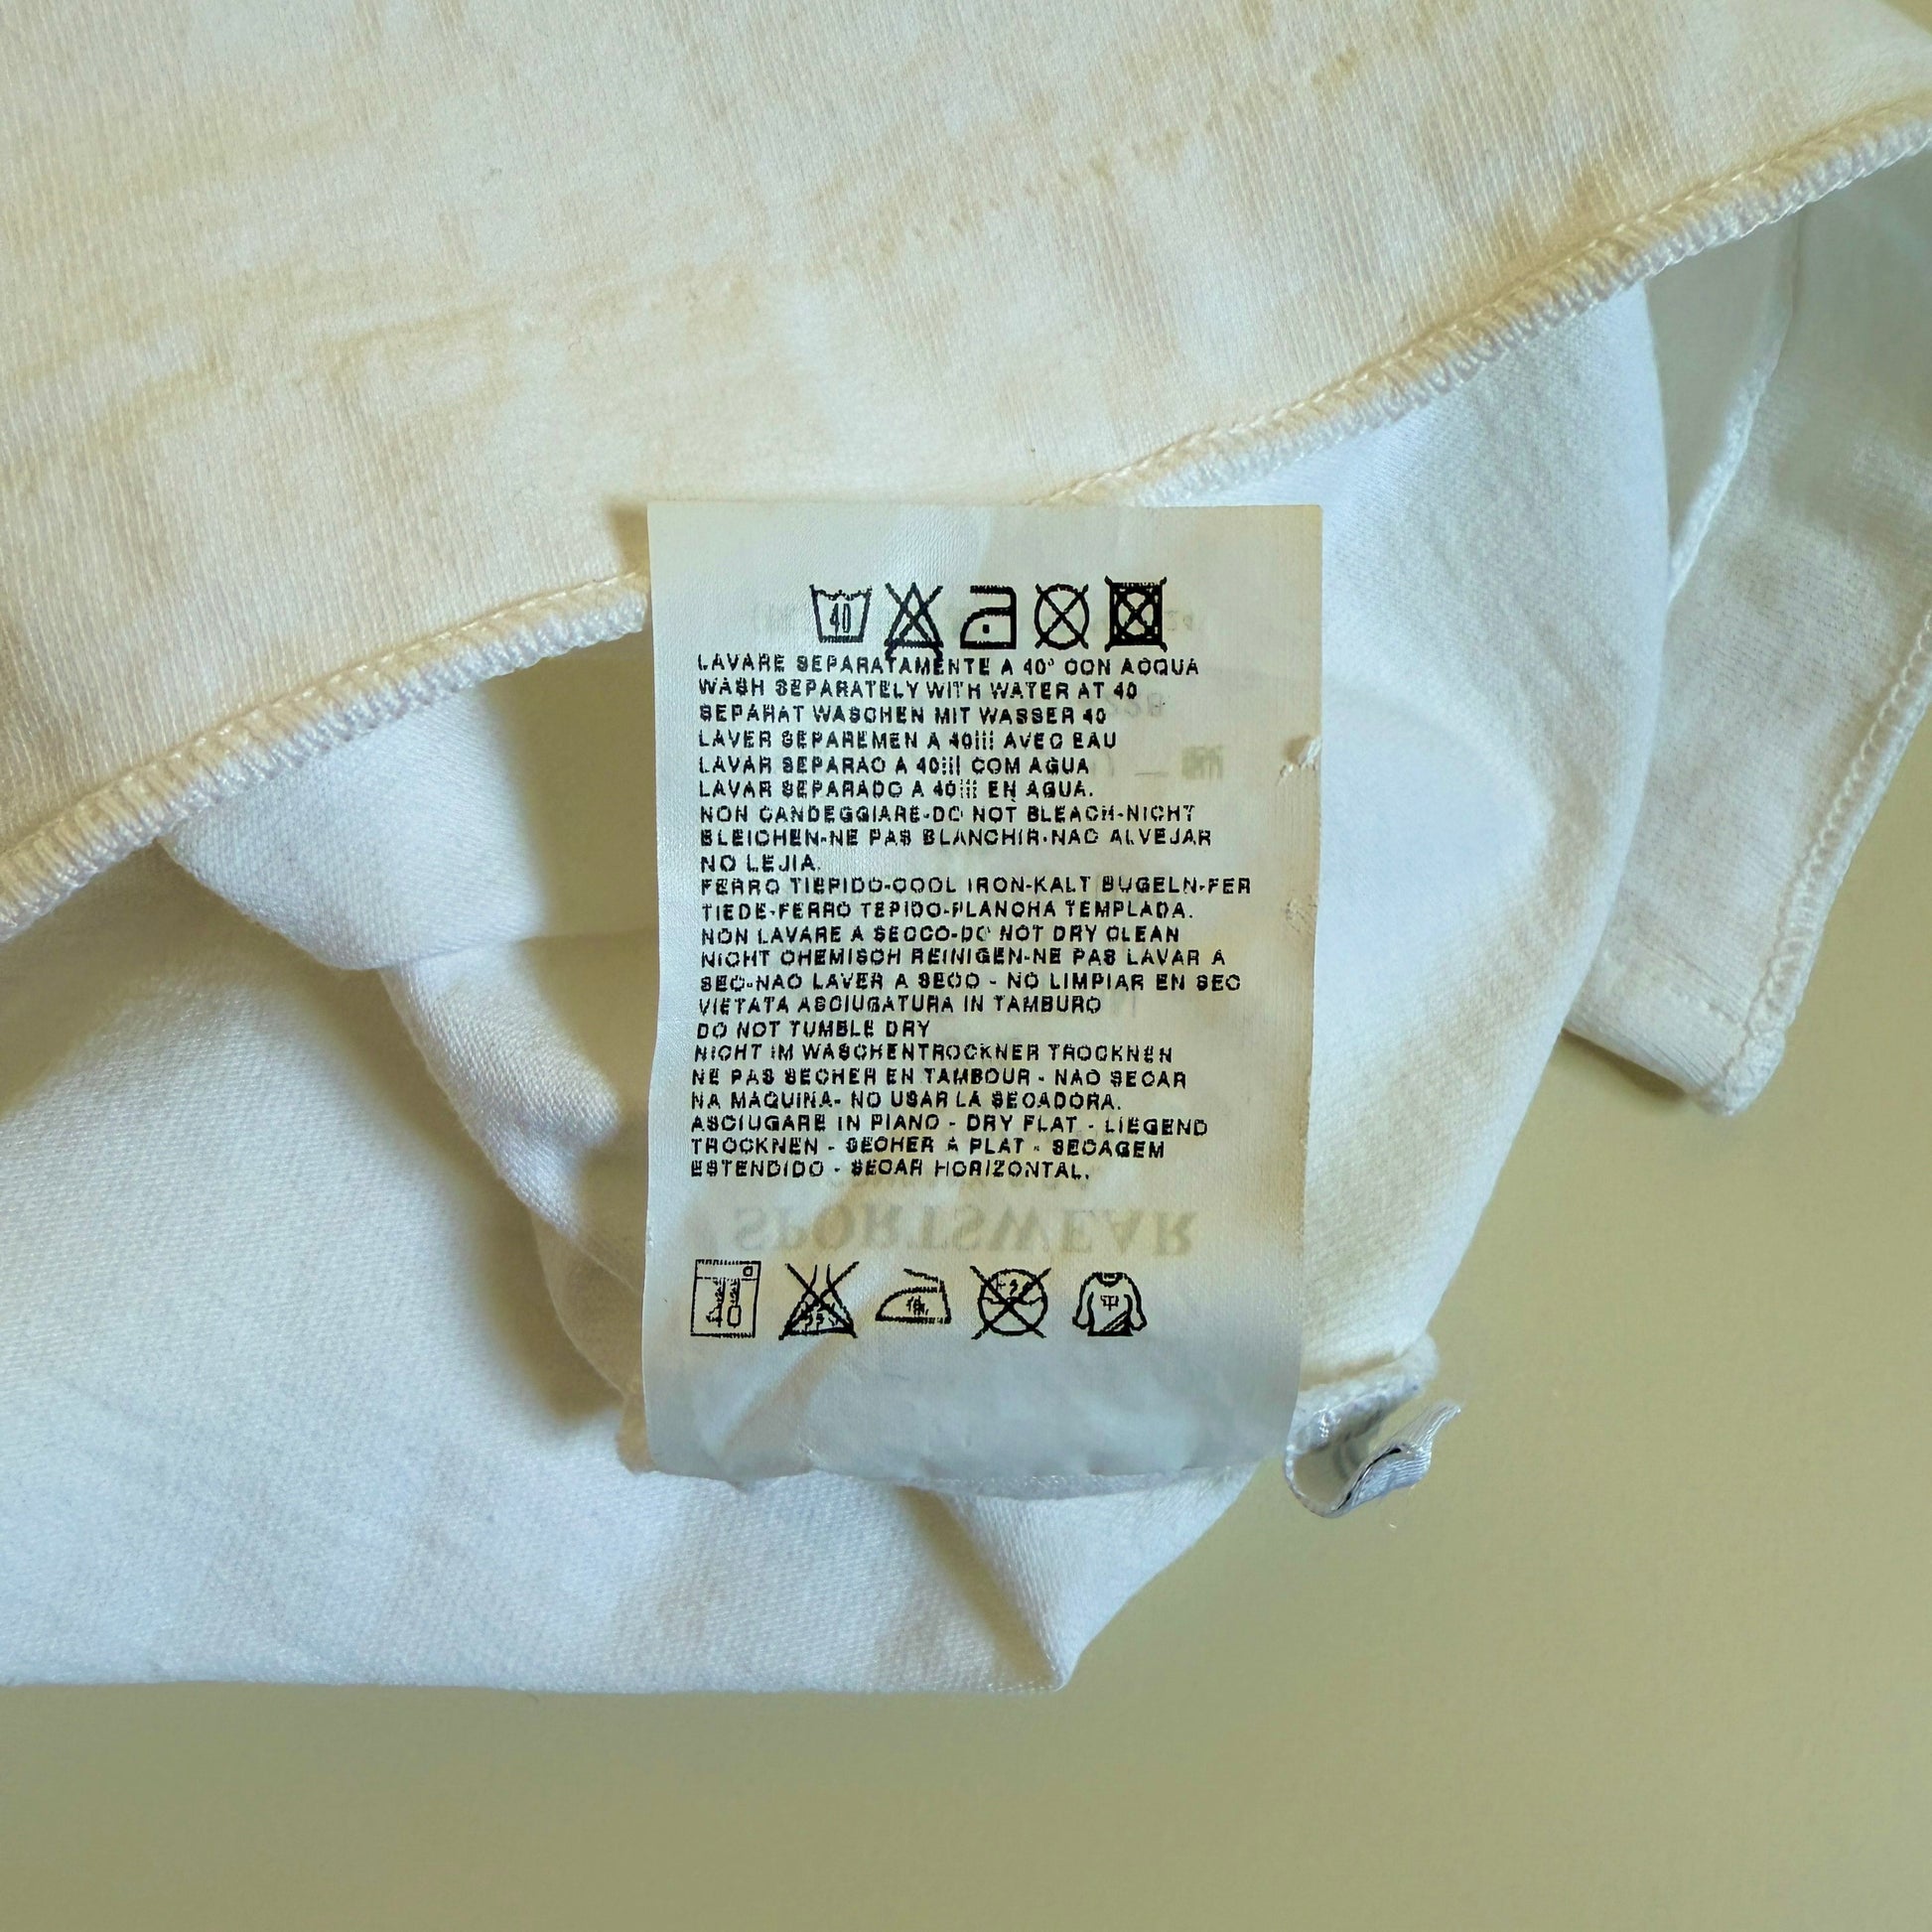 40
LAVARE SEPARATAMENTE A 40° CON ACQUA
WASH SEPARATELY WITH WATER AT 40
SEPARAT WASCHEN MIT WASSER 40
LAVER SEPAREMEN A 40¡¡¡ AVEC EAU
LAVAR SEPARAO A 40¡¡¡ COM AGUA
LAVAR SEPARADO A 40¡¡¡ EN AGUA.
NON CANDEGGIARE-DO NOT BLEACH-NICHT
BLEICHEN-NE PAS BLANCHIR-NAO ALVEJAR
NO LEJIA.
FERRO TIEPIDO-COOL IRON-KALT BUGELN-FER
TIEDE-FERRO TEPIDO-PLANCHA TEMPLADA.
NON LAVARE A SECCO-DO NOT DRY CLEAN
NICHT CHEMISCH REINIGEN-NE PAS LAVAR A
SEC-NAO LAVER A SECO - NO LIMPIAR EN SEC
VIETATA ASCIUGATURA IN TAMBURO
DO NOT TUMBLE DRY
NICHT IM WASCHENTROCKNER TROCKNEN
NE PAS SECHER EN TAMBOUR - NAO SECAR
NA MAQUINA- NO USAR LA SECADORA.
ASCIUGARE IN PIANO - DRY FLAT - LIEGEND
TROCKNEN - SECHER A PLAT - SECAGEM
ESTENDIDO - SECAR HORIZONTAL.
SPORTSWEAR
40 中